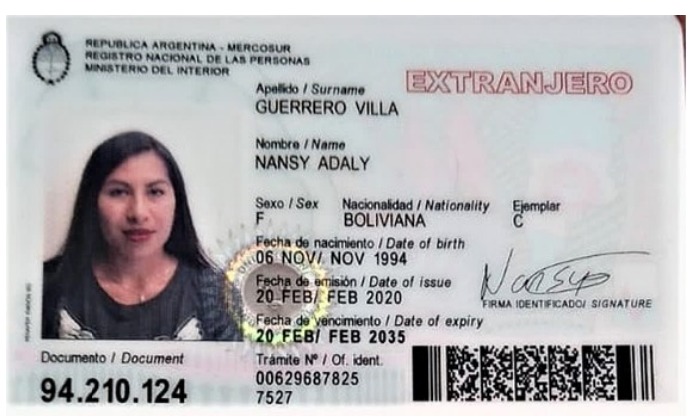 REPUBLICA ARGENTINA - MERCOSUR
REGISTRO NACIONAL DE LAS PERSONAS
MINISTERIO DEL INTERIOR
EXTRANJERO
Apellido / Surname
GUERRERO VILLA
Nombre / Name
NANSY ADALY
Sexo / Sex Nacionalidad / Nationality Ejemplar
F BOLIVIANA C
Fecha de nacimiento / Date of birth
06 NOV/ NOV 1994
Fecha de emisión / Date of issue
20 FEB/ FEB 2020
FIRMA IDENTIFICADO/ SIGNATURE
Fecha de vencimiento / Date of expiry
20 FEB/ FEB 2035
Documento / Document
94.210.124
Trámite Nº / Of. ident.
00629687825
7527